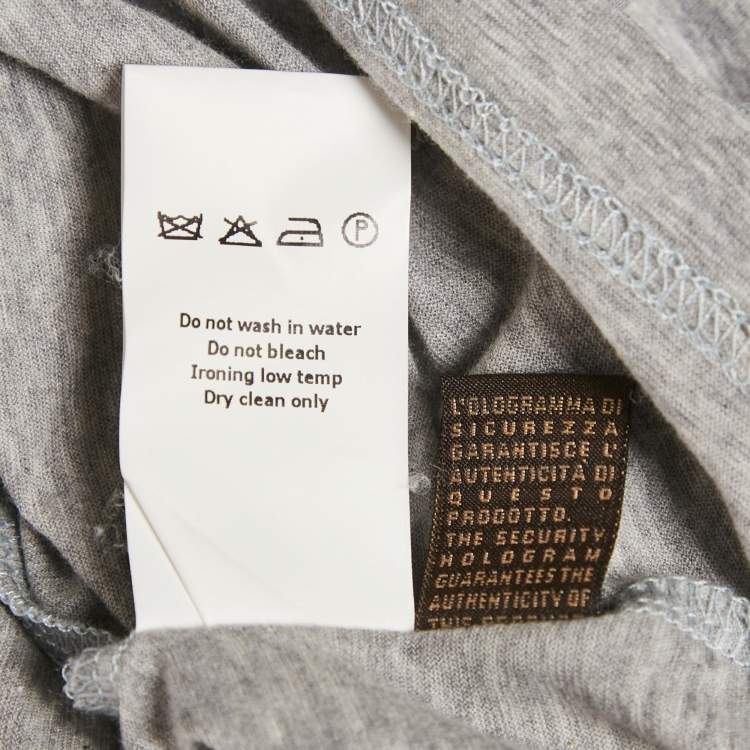 P
Do not wash in water
Do not bleach
Ironing low temp
Dry clean only
L'OLOGRAMMA DI
SICUREZZA
GARANTISCE L'
AUTENTICITÀ DI
QUESTO
PRODOTTO.
THE SECURITY
HOLOGRAM
GUARANTEES THE
AUTHENTICITY OF
THIS